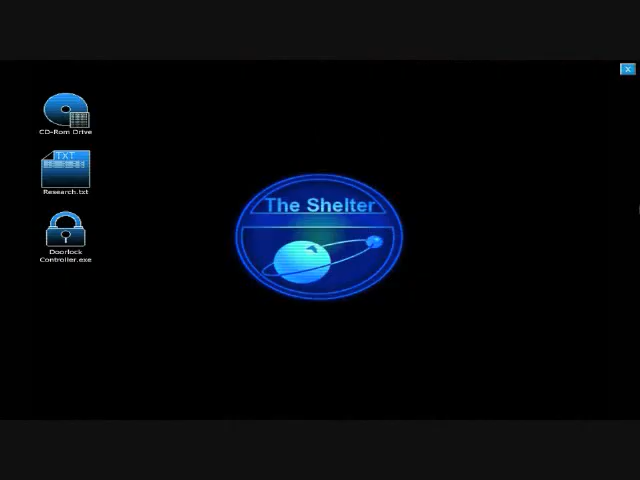 X
CD-Rom Drive
TXT
Research.txt
Doorlock
Controller.exe
The Shelter